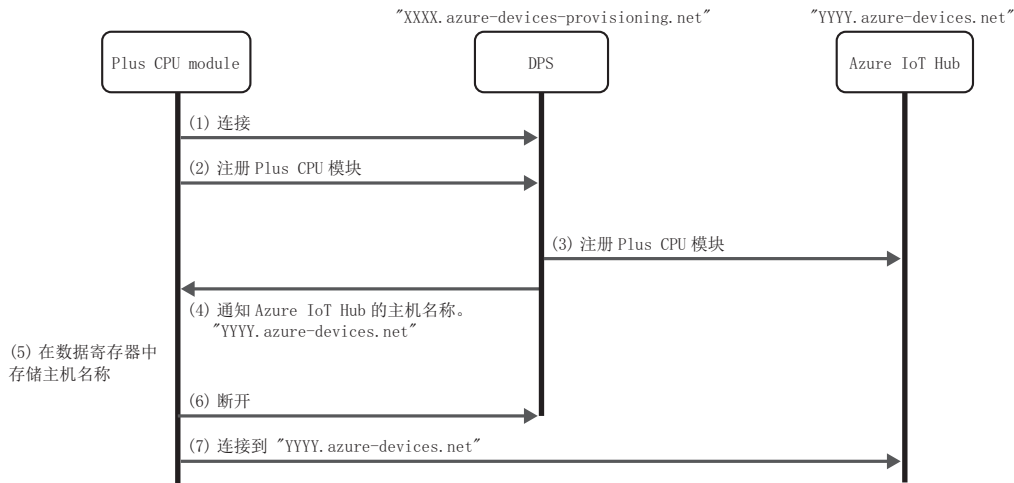 "XXXX.azure-devices-provisioning.net"
"YYYY.azure-devices.net"
Plus CPU module
DPS
Azure IoT Hub
(1) 连接
(2) 注册 Plus CPU 模块
(3) 注册 Plus CPU 模块
(4) 通知 Azure IoT Hub 的主机名称。
"YYYY.azure-devices.net"
(5) 在数据寄存器中
存储主机名称
(6) 断开
(7) 连接到 "YYYY.azure-devices.net"